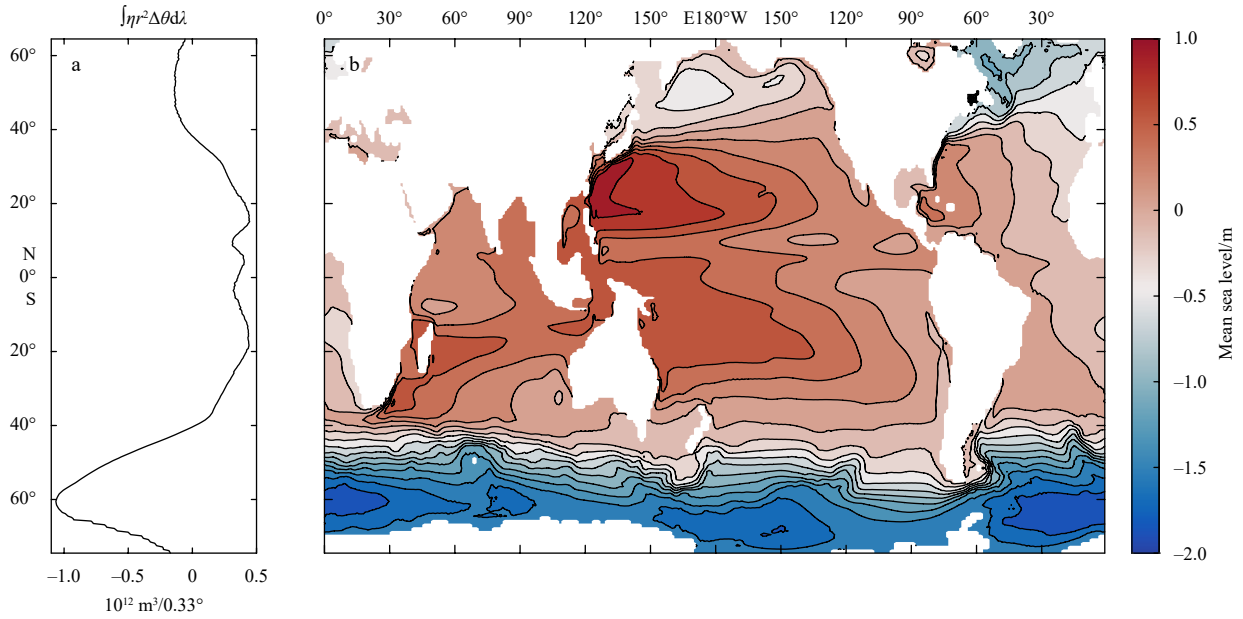 ∫ηr²Δθdλ
0° 30° 60° 90° 120° 150° E180°W 150° 120° 90° 60° 30°
a
b
60°
40°
20°
N
0°
S
20°
40°
60°
–1.0 –0.5 0 0.5
10¹² m³/0.33°
1.0
0.5
0
–0.5
–1.0
–1.5
–2.0
Mean sea level/m